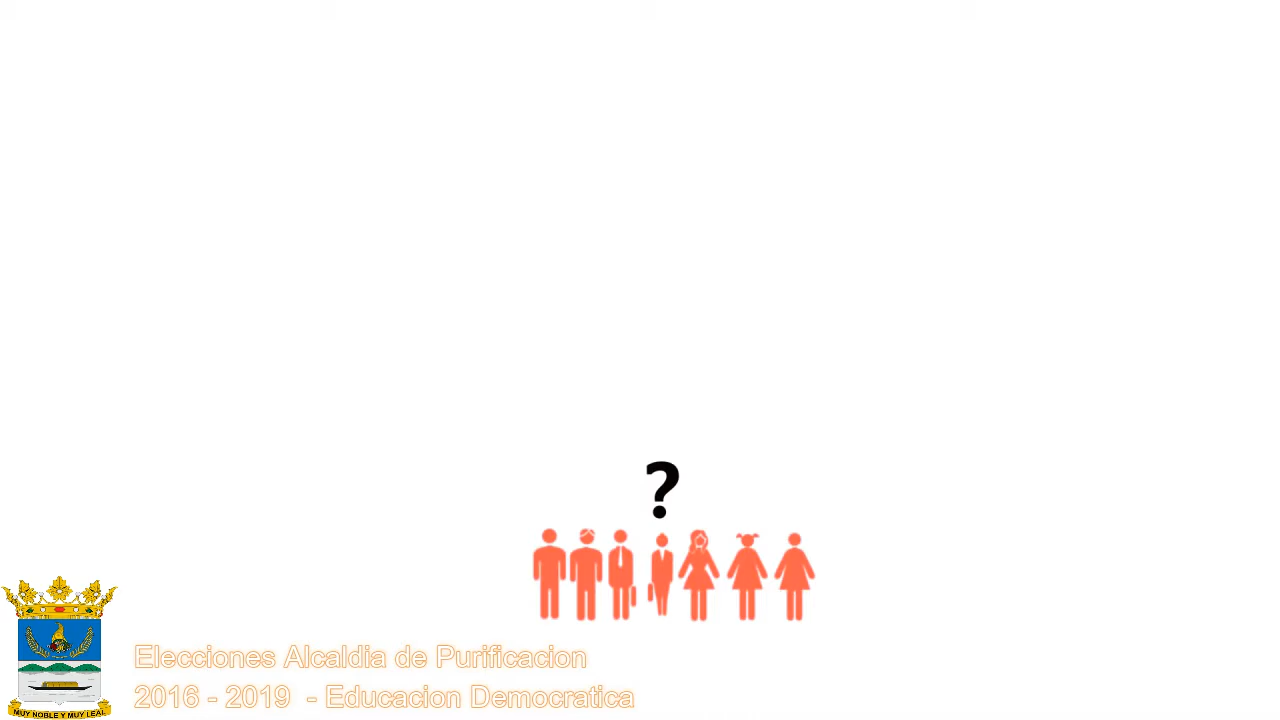 ?
Elecciones Alcaldia de Purificacion
2016 - 2019 - Educacion Democratica
MUY NOBLE Y MUY LEAL